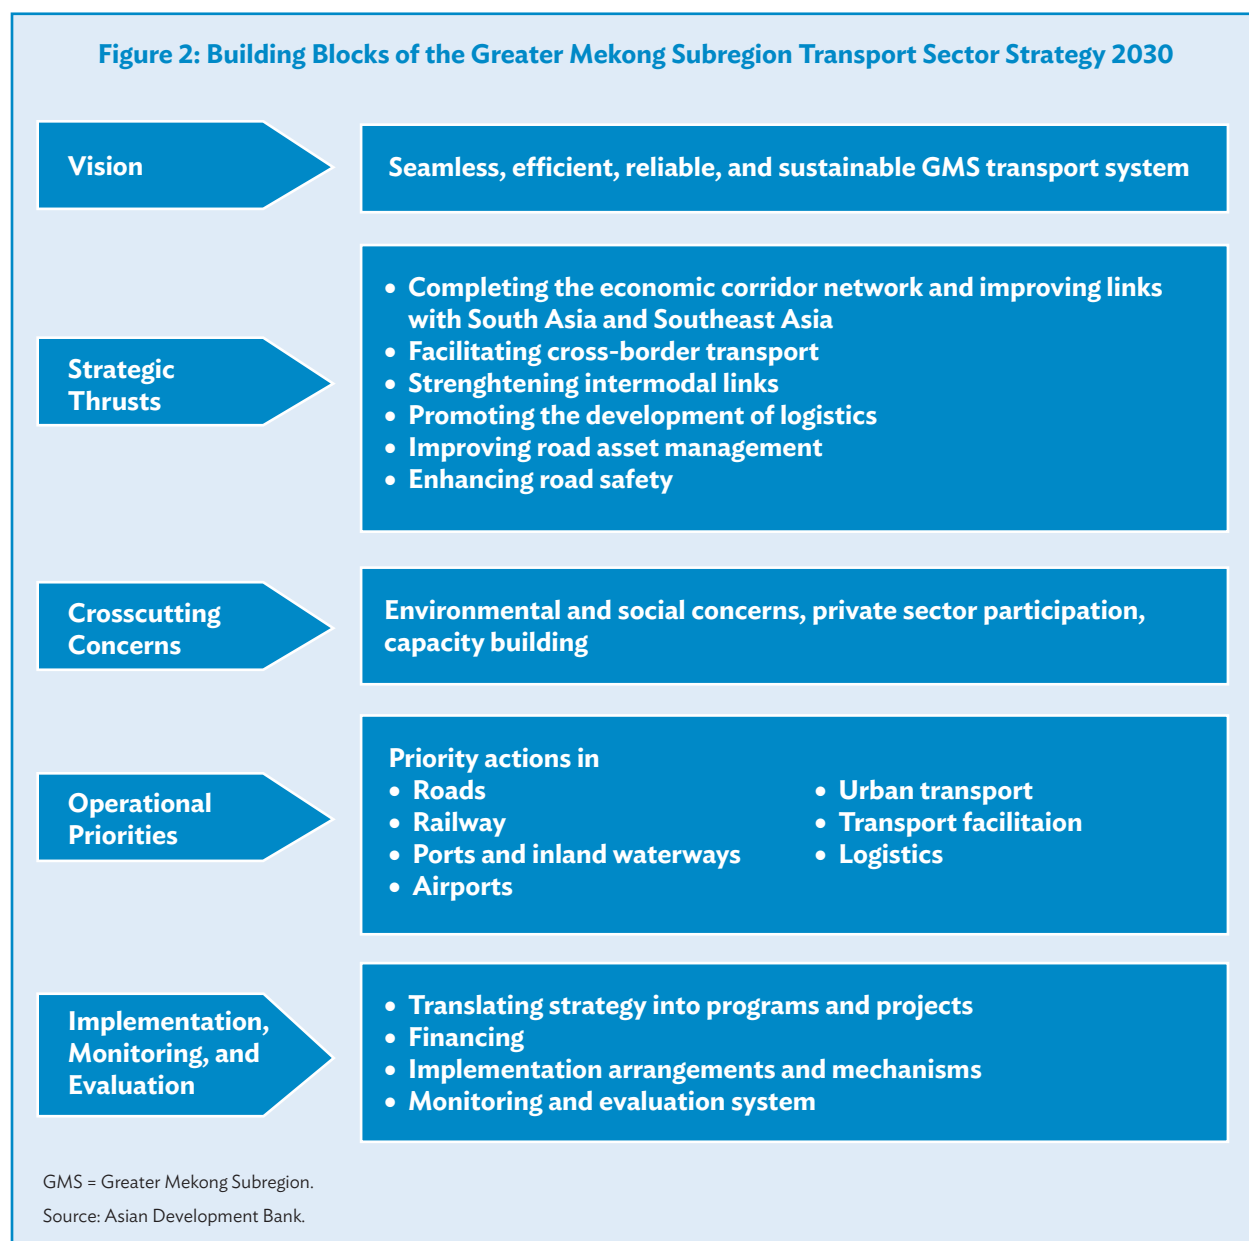 Figure 2: Building Blocks of the Greater Mekong Subregion Transport Sector Strategy 2030
Vision
Seamless, efficient, reliable, and sustainable GMS transport system
Strategic
Thrusts
• Completing the economic corridor network and improving links
with South Asia and Southeast Asia
• Facilitating cross-border transport
• Strenghtening intermodal links
• Promoting the development of logistics
• Improving road asset management
• Enhancing road safety
Crosscutting
Concerns
Environmental and social concerns, private sector participation,
capacity building
Operational
Priorities
Priority actions in
• Roads
• Railway
• Ports and inland waterways
• Airports
• Urban transport
• Transport facilitaion
• Logistics
Implementation,
Monitoring, and
Evaluation
• Translating strategy into programs and projects
• Financing
• Implementation arrangements and mechanisms
• Monitoring and evaluation system
GMS = Greater Mekong Subregion.
Source: Asian Development Bank.